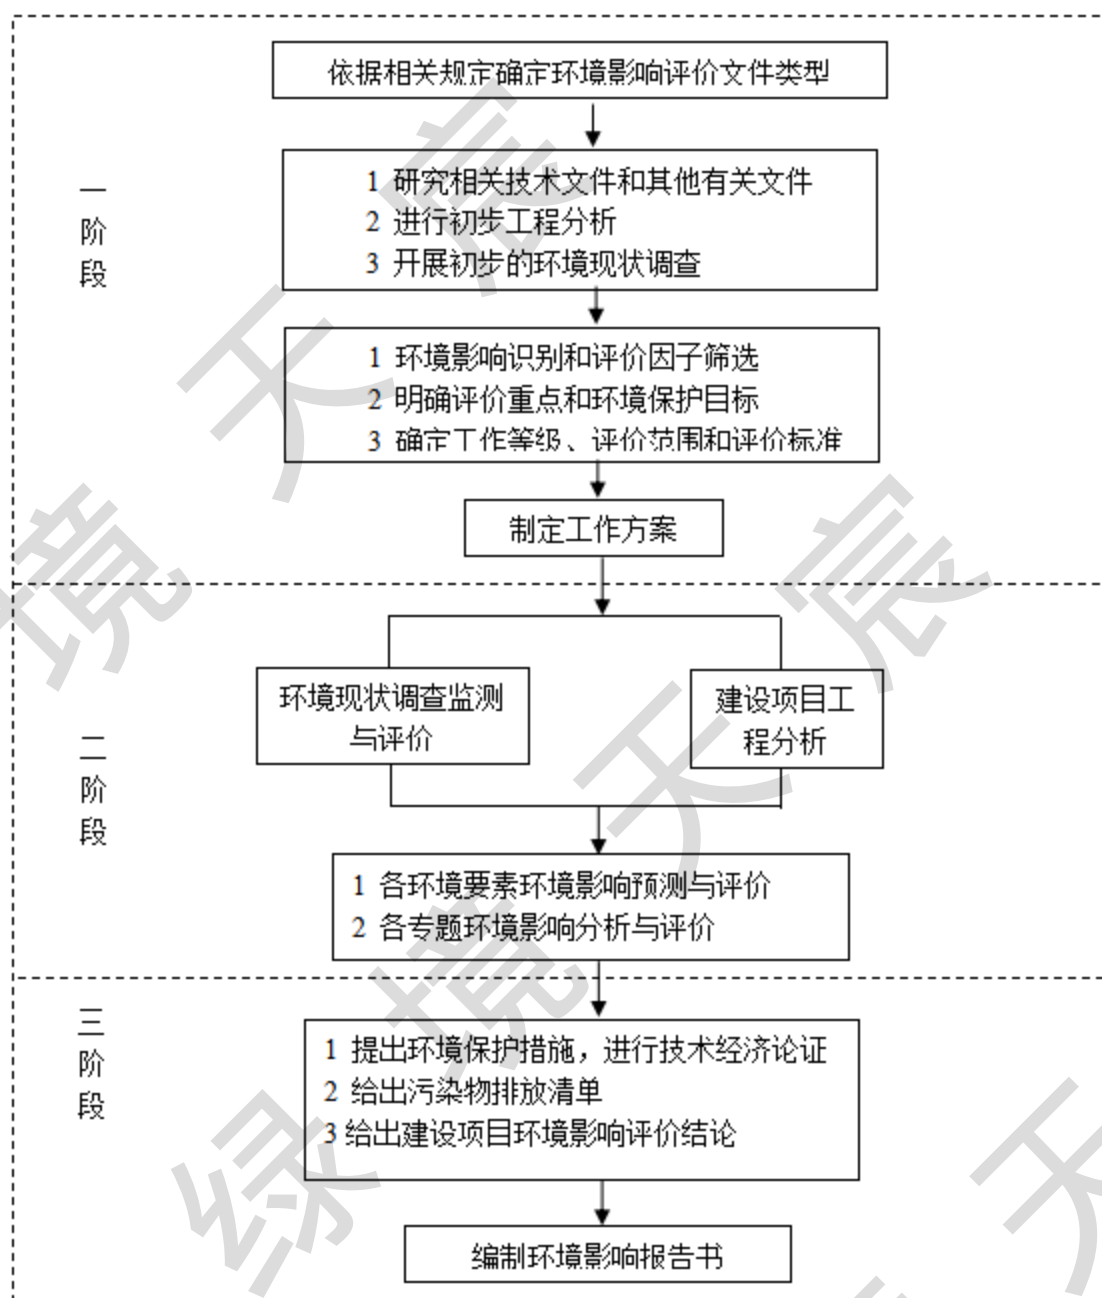 依据相关规定确定环境影响评价文件类型
一阶段
1 研究相关技术文件和其他有关文件
2 进行初步工程分析
3 开展初步的环境现状调查
1 环境影响识别和评价因子筛选
2 明确评价重点和环境保护目标
3 确定工作等级、评价范围和评价标准
制定工作方案
二阶段
环境现状调查监测
与评价
建设项目工
程分析
1 各环境要素环境影响预测与评价
2 各专题环境影响分析与评价
三阶段
1 提出环境保护措施，进行技术经济论证
2 给出污染物排放清单
3给出建设项目环境影响评价结论
编制环境影响报告书
境天宸
绿境天宸
天